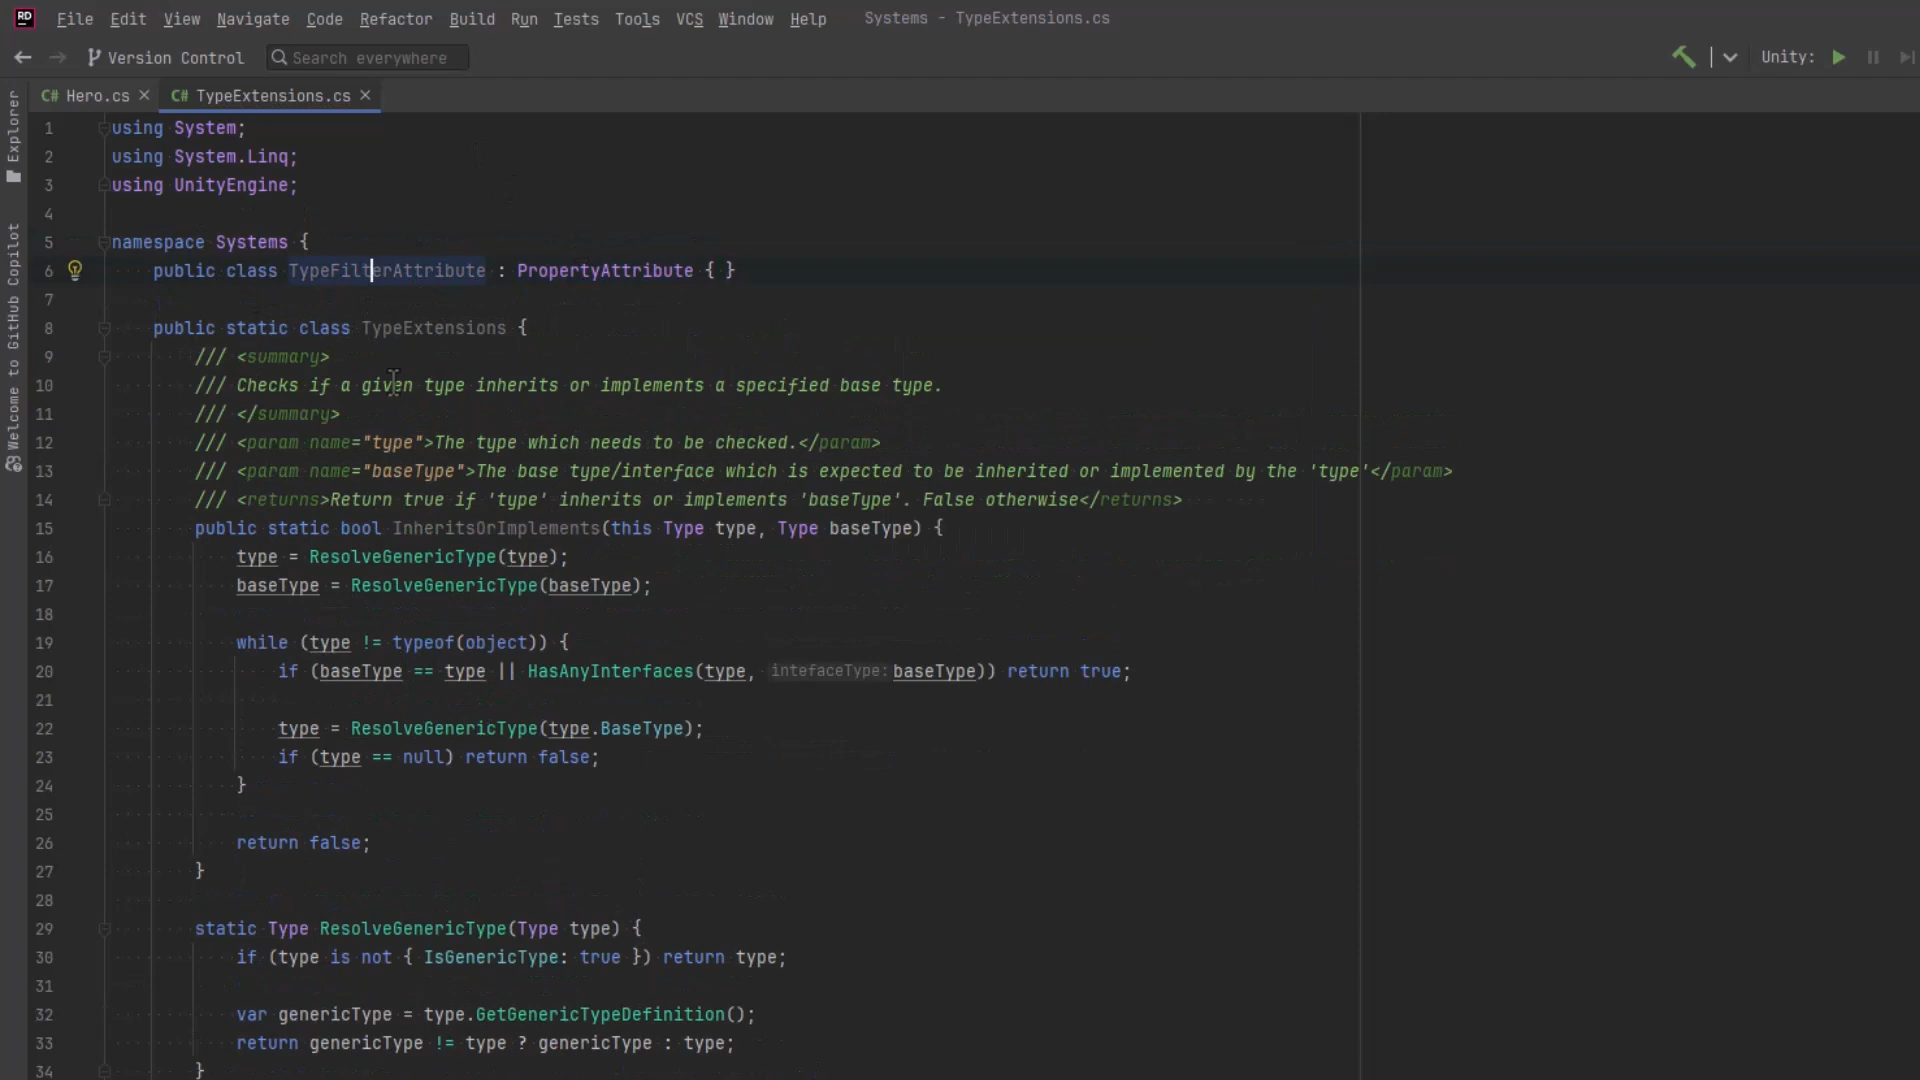 RD File Edit View Navigate Code Refactor Build Run Tests Tools VCS Window Help Systems - TypeExtensions.cs
Version Control Search everywhere Unity:
C# Hero.cs C# TypeExtensions.cs
Explorer
Welcome to GitHub Copilot
1 using System;
2 using System.Linq;
3 using UnityEngine;
4
5 namespace Systems {
6 public class TypeFilterAttribute : PropertyAttribute { }
7
8 public static class TypeExtensions {
9 /// <summary>
10 /// Checks if a given type inherits or implements a specified base type.
11 /// </summary>
12 /// <param name="type">The type which needs to be checked.</param>
13 /// <param name="baseType">The base type/interface which is expected to be inherited or implemented by the 'type'</param>
14 /// <returns>Return true if 'type' inherits or implements 'baseType'. False otherwise</returns>
15 public static bool InheritsOrImplements(this Type type, Type baseType) {
16 type = ResolveGenericType(type);
17 baseType = ResolveGenericType(baseType);
18
19 while (type != typeof(object)) {
20 if (baseType == type || HasAnyInterfaces(type, intefaceType: baseType)) return true;
21
22 type = ResolveGenericType(type.BaseType);
23 if (type == null) return false;
24 }
25
26 return false;
27 }
28
29 static Type ResolveGenericType(Type type) {
30 if (type is not { IsGenericType: true }) return type;
31
32 var genericType = type.GetGenericTypeDefinition();
33 return genericType != type ? genericType : type;
34 }